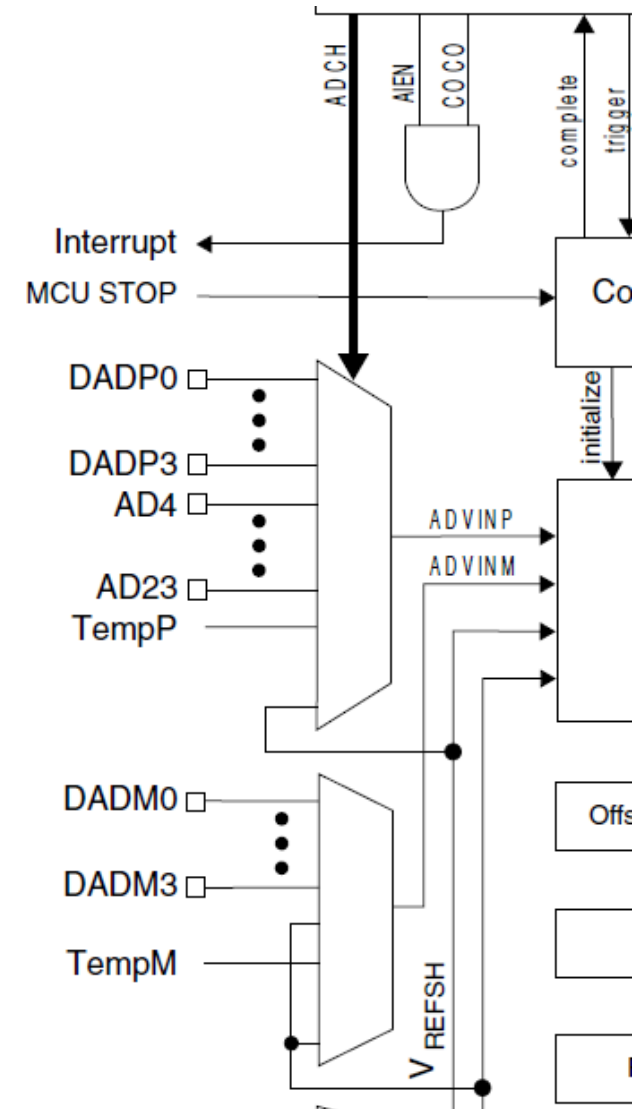 ADCH
AIEN
COCO
complete
trigger
Interrupt
MCU STOP
Co
DADP0
initialize
DADP3
AD4
ADVINP
ADVINM
AD23
TempP
DADM0
Offs
DADM3
TempM
V REFSH